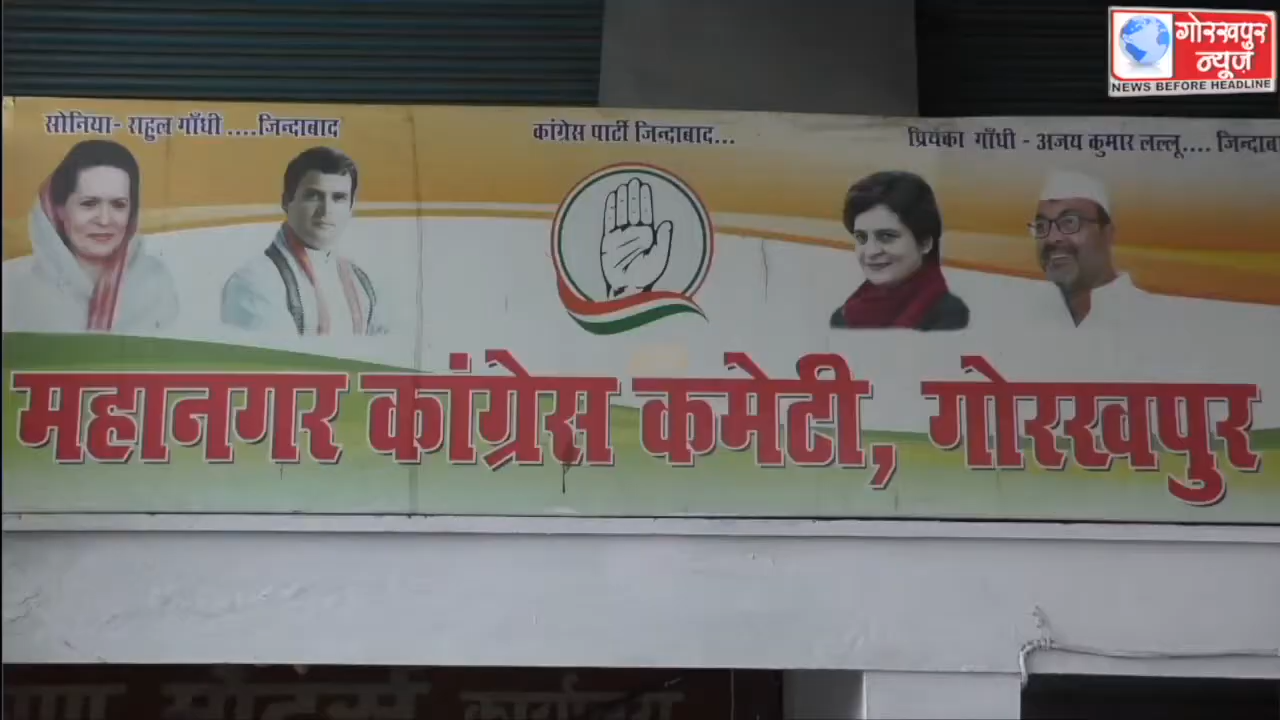 गोरखपुर
न्यूज़
NEWS BEFORE HEADLINE
सोनिया- राहुल गाँधी ....जिन्दाबाद
कांग्रेस पार्टी जिन्दाबाद...
प्रियंका गाँधी - अजय कुमार लल्लू....
महानगर कांग्रेस कमेटी, गोरखपुर